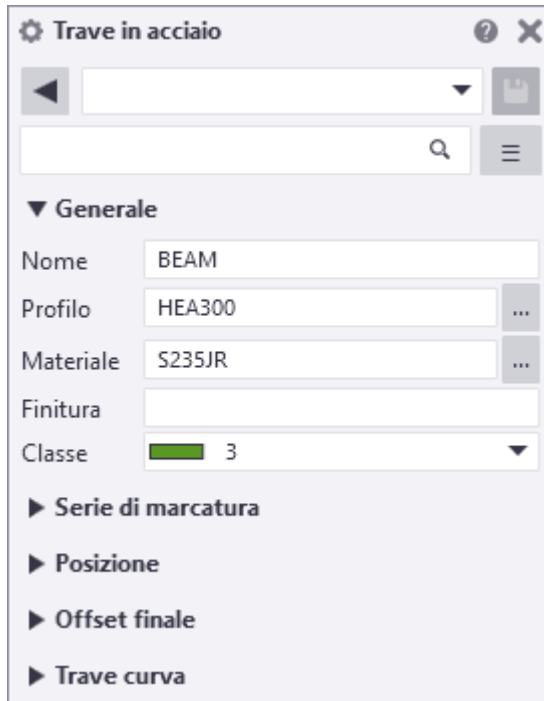 Trave in acciaio
Generale
Nome BEAM
Profilo HEA300 ...
Materiale S235JR ...
Finitura
Classe 3
Serie di marcatura
Posizione
Offset finale
Trave curva